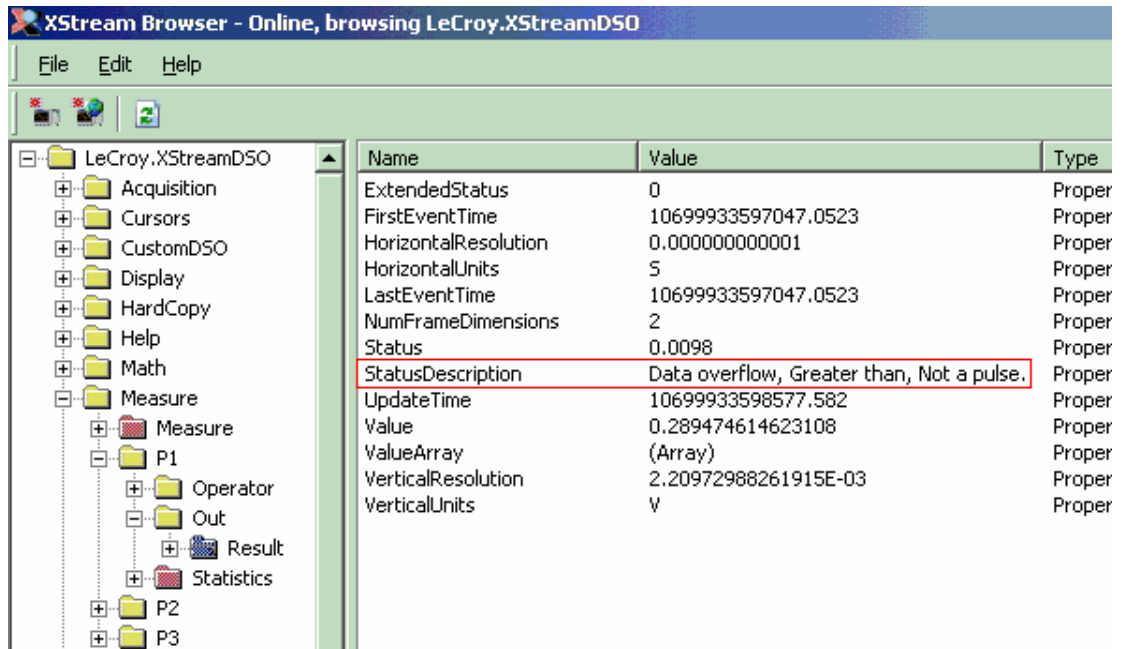 XStream Browser - Online, browsing LeCroy.XStreamDSO
File Edit Help
LeCroy.XStreamDSO
Acquisition
Cursors
CustomDSO
Display
HardCopy
Help
Math
Measure
Measure
P1
Operator
Out
Result
Statistics
P2
P3
Name Value Type
ExtendedStatus 0 Proper
FirstEventTime 10699933597047.0523 Proper
HorizontalResolution 0.000000000001 Proper
HorizontalUnits S Proper
LastEventTime 10699933597047.0523 Proper
NumFrameDimensions 2 Proper
Status 0.0098 Proper
StatusDescription Data overflow, Greater than, Not a pulse. Proper
UpdateTime 10699933598577.582 Proper
Value 0.289474614623108 Proper
ValueArray (Array) Proper
VerticalResolution 2.20972988261915E-03 Proper
VerticalUnits V Proper